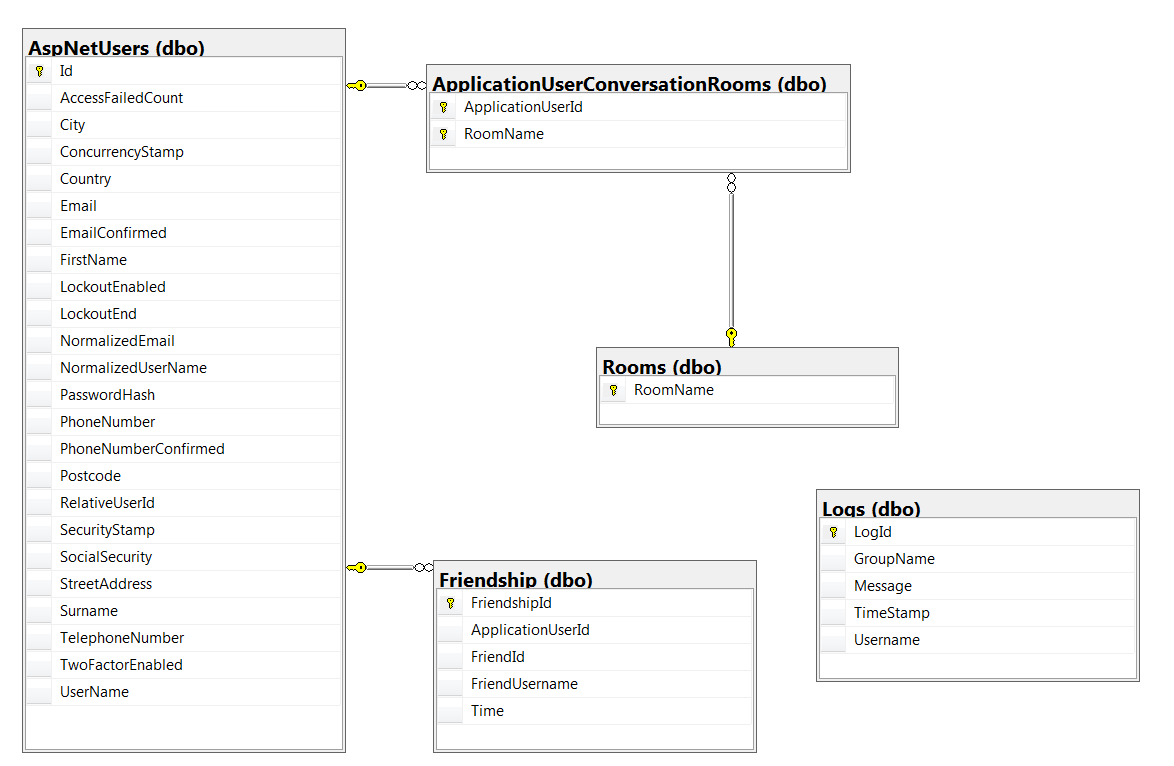 AspNetUsers (dbo)
Id
AccessFailedCount
City
ConcurrencyStamp
Country
Email
EmailConfirmed
FirstName
LockoutEnabled
LockoutEnd
NormalizedEmail
NormalizedUserName
PasswordHash
PhoneNumber
PhoneNumberConfirmed
Postcode
RelativeUserId
SecurityStamp
SocialSecurity
StreetAddress
Surname
TelephoneNumber
TwoFactorEnabled
UserName
ApplicationUserConversationRooms (dbo)
ApplicationUserId
RoomName
Rooms (dbo)
RoomName
Friendship (dbo)
FriendshipId
ApplicationUserId
FriendId
FriendUsername
Time
Logs (dbo)
LogId
GroupName
Message
TimeStamp
Username